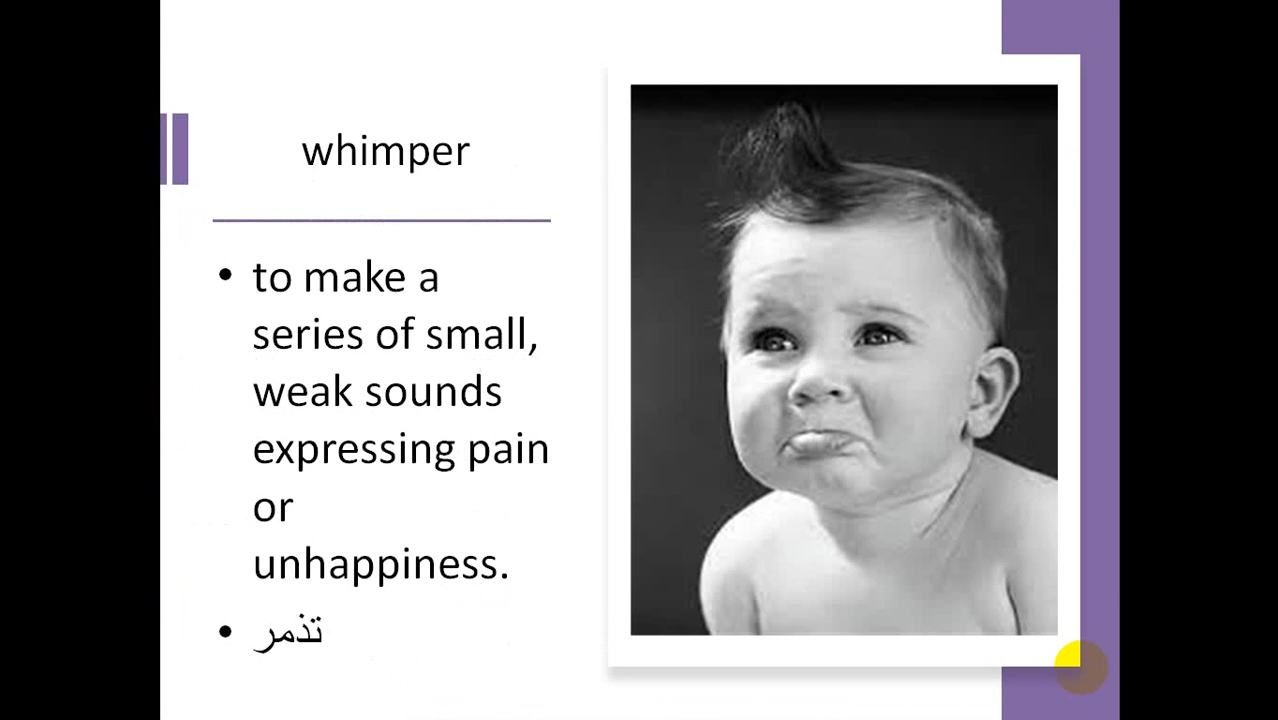 whimper
• to make a
series of small,
weak sounds
expressing pain
or
unhappiness.
• تذمر